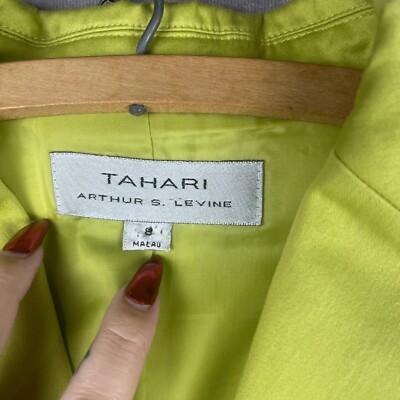 TAHARI
ARTHUR S. LEVINE
8
MACAU